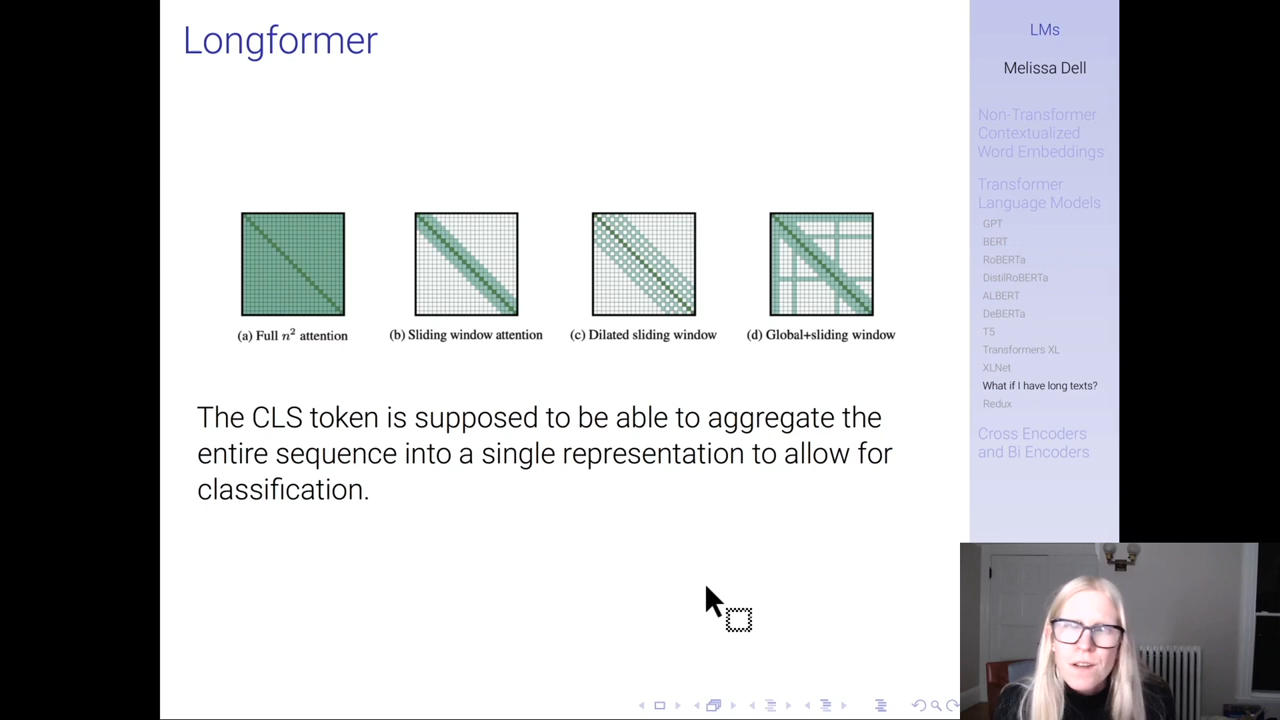 Longformer
(a) Full n² attention
(b) Sliding window attention
(c) Dilated sliding window
(d) Global+sliding window
The CLS token is supposed to be able to aggregate the
entire sequence into a single representation to allow for
classification.
LMs
Melissa Dell
Non-Transformer
Contextualized
Word Embeddings
Transformer
Language Models
GPT
BERT
RoBERTa
DistilRoBERTa
ALBERT
DeBERTa
T5
Transformers XL
XLNet
What if I have long texts?
Redux
Cross Encoders
and Bi Encoders